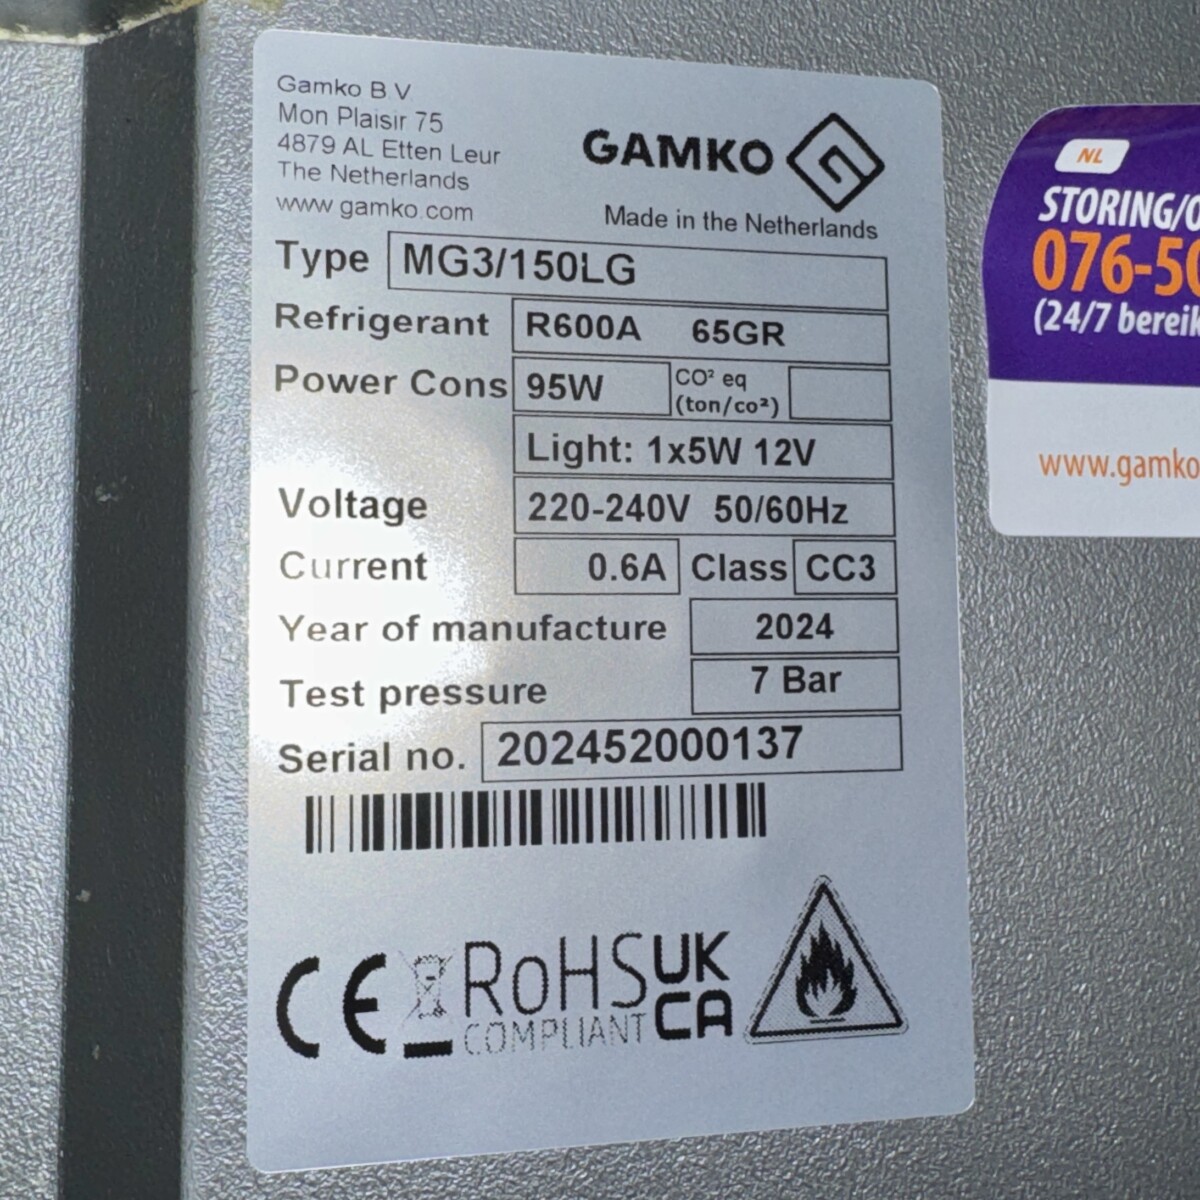 Gamko B.V.
Mon Plaisir 75
4879 AL Etten Leur
The Netherlands
www.gamko.com
GAMKO
Made in the Netherlands
Type MG3/150LG
Refrigerant R600A 65GR
Power Cons 95W CO² eq
(ton/co²)
Light: 1x5W 12V
Voltage 220-240V 50/60Hz
Current 0.6A Class CC3
Year of manufacture 2024
Test pressure 7 Bar
Serial no. 202452000137
CE RoHS UK
COMPLIANT CA
NL
STORING/
076-50
(24/7 bereik
www.gamko